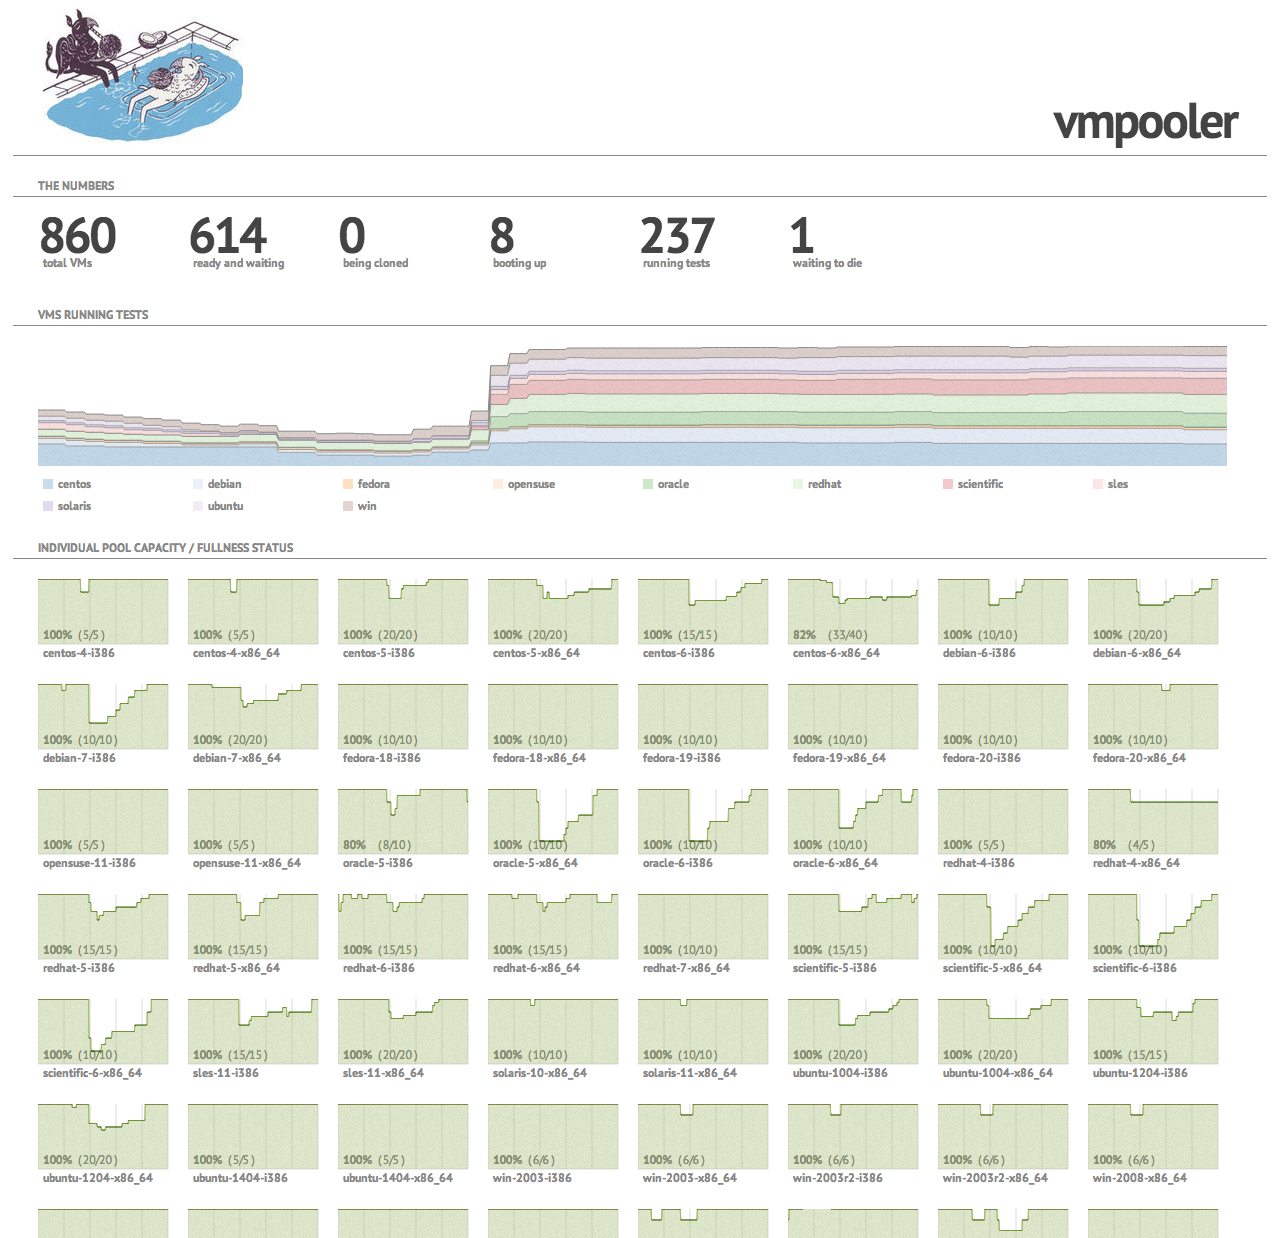 vmpooler
THE NUMBERS
860 614 0 8 237 1
total VMs ready and waiting being cloned booting up running tests waiting to die
VMS RUNNING TESTS
centos debian fedora opensuse oracle redhat scientific sles
solaris ubuntu win
INDIVIDUAL POOL CAPACITY / FULLNESS STATUS
100% (5/5) 100% (5/5) 100% (20/20) 100% (20/20) 100% (15/15) 82% (33/40) 100% (10/10) 100% (20/20)
centos-4-i386 centos-4-x86_64 centos-5-i386 centos-5-x86_64 centos-6-i386 centos-6-x86_64 debian-6-i386 debian-6-x86_64
100% (10/10) 100% (20/20) 100% (10/10) 100% (10/10) 100% (10/10) 100% (10/10) 100% (10/10) 100% (10/10)
debian-7-i386 debian-7-x86_64 fedora-18-i386 fedora-18-x86_64 fedora-19-i386 fedora-19-x86_64 fedora-20-i386 fedora-20-x86_64
100% (5/5) 100% (5/5) 80% (8/10) 100% (10/10) 100% (10/10) 100% (10/10) 100% (5/5) 80% (4/5)
opensuse-11-i386 opensuse-11-x86_64 oracle-5-i386 oracle-5-x86_64 oracle-6-i386 oracle-6-x86_64 redhat-4-i386 redhat-4-x86_64
100% (15/15) 100% (15/15) 100% (15/15) 100% (15/15) 100% (10/10) 100% (15/15) 100% (10/10) 100% (10/10)
redhat-5-i386 redhat-5-x86_64 redhat-6-i386 redhat-6-x86_64 redhat-7-x86_64 scientific-5-i386 scientific-5-x86_64 scientific-6-i386
100% (10/10) 100% (15/15) 100% (20/20) 100% (10/10) 100% (10/10) 100% (20/20) 100% (20/20) 100% (15/15)
scientific-6-x86_64 sles-11-i386 sles-11-x86_64 solaris-10-x86_64 solaris-11-x86_64 ubuntu-1004-i386 ubuntu-1004-x86_64 ubuntu-1204-i386
100% (20/20) 100% (5/5) 100% (5/5) 100% (6/6) 100% (6/6) 100% (6/6) 100% (6/6) 100% (6/6)
ubuntu-1204-x86_64 ubuntu-1404-i386 ubuntu-1404-x86_64 win-2003-i386 win-2003-x86_64 win-2003r2-i386 win-2003r2-x86_64 win-2008-x86_64